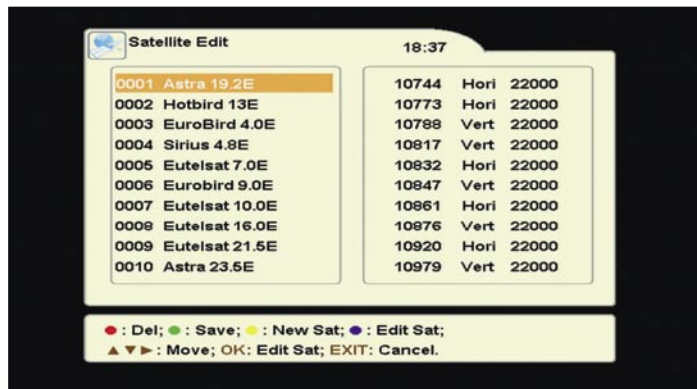 Satellite Edit
18:37
0001 Astra 19.2E
0002 Hotbird 13E
0003 EuroBird 4.0E
0004 Sirius 4.8E
0005 Eutelsat 7.0E
0006 Eurobird 9.0E
0007 Eutelsat 10.0E
0008 Eutelsat 16.0E
0009 Eutelsat 21.5E
0010 Astra 23.5E
10744 Hori 22000
10773 Hori 22000
10788 Vert 22000
10817 Vert 22000
10832 Hori 22000
10847 Vert 22000
10861 Hori 22000
10876 Vert 22000
10920 Hori 22000
10979 Vert 22000
● : Del; ● : Save; ● : New Sat; ● : Edit Sat;
▲▼► : Move; OK: Edit Sat; EXIT: Cancel.